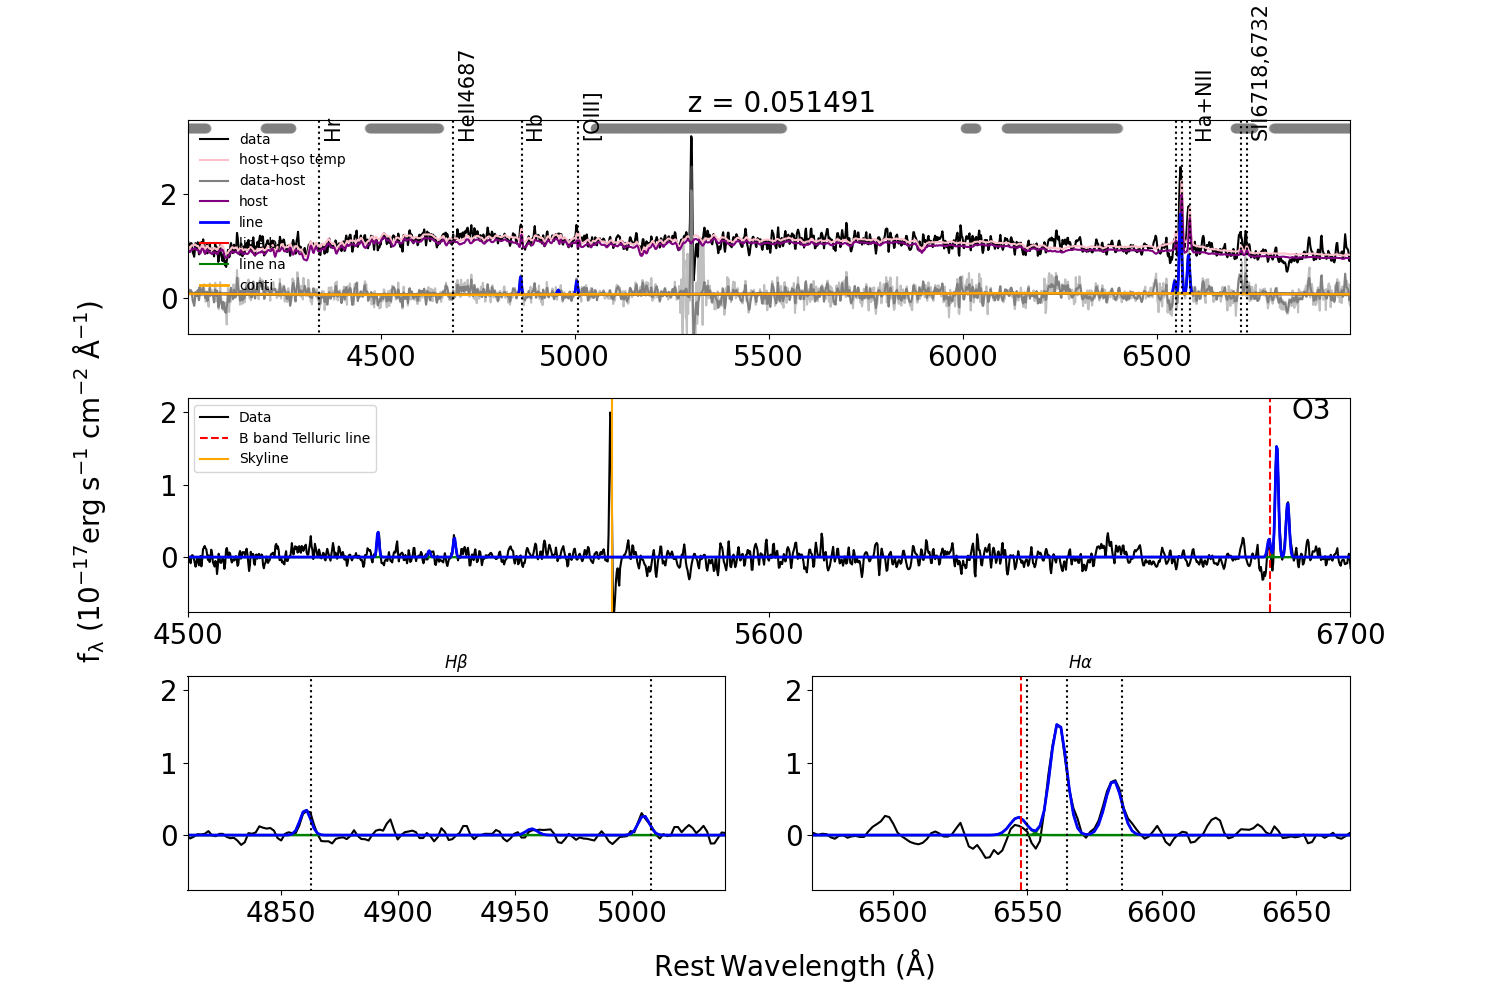 z = 0.051491
Hr
HeII4687
Hb
[OIII]
Ha+NII
SII6718,6732
data
host+qso temp
data-host
host
line
line na
conti
2
0
4500
5000
5500
6000
6500
Data
B band Telluric line
Skyline
O3
2
1
0
4500
5600
6700
fλ (10−17erg s−1 cm−2 Å−1)
Hβ
2
1
0
4850
4900
4950
5000
Hα
2
1
0
6500
6550
6600
6650
Rest Wavelength (Å)